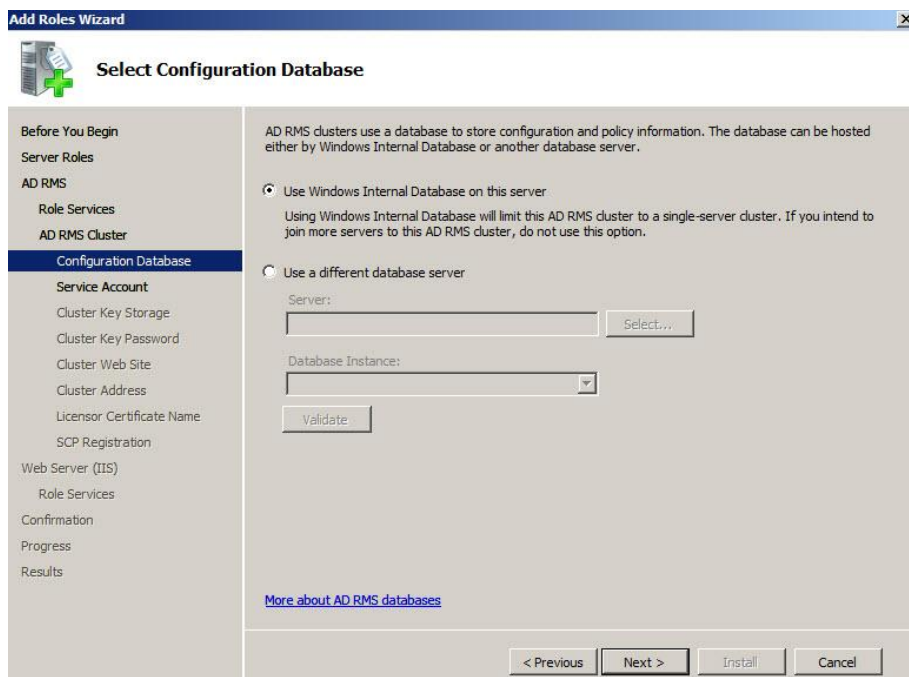 Add Roles Wizard
Select Configuration Database
Before You Begin
Server Roles
AD RMS
Role Services
AD RMS Cluster
Configuration Database
Service Account
Cluster Key Storage
Cluster Key Password
Cluster Web Site
Cluster Address
Licensor Certificate Name
SCP Registration
Web Server (IIS)
Role Services
Confirmation
Progress
Results
AD RMS clusters use a database to store configuration and policy information. The database can be hosted
either by Windows Internal Database or another database server.
Use Windows Internal Database on this server
Using Windows Internal Database will limit this AD RMS cluster to a single-server cluster. If you intend to
join more servers to this AD RMS cluster, do not use this option.
Use a different database server
Server:
Select...
Database Instance:
Validate
More about AD RMS databases
< Previous
Next >
Install
Cancel